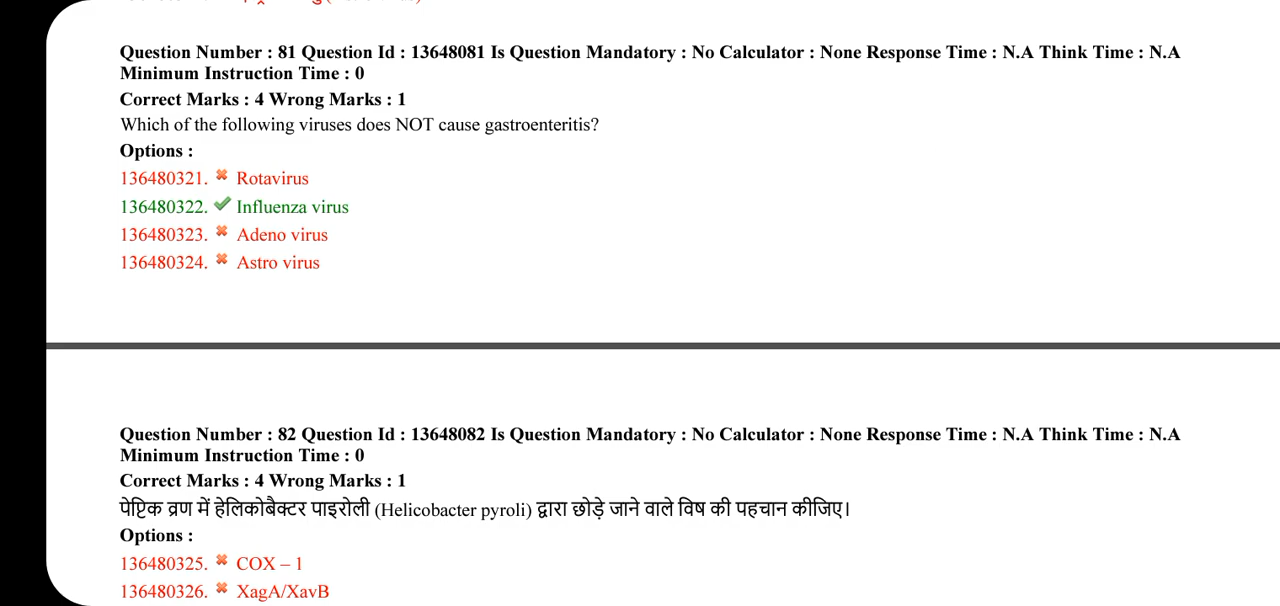 Question Number : 81 Question Id : 13648081 Is Question Mandatory : No Calculator : None Response Time : N.A Think Time : N.A
Minimum Instruction Time : 0
Correct Marks : 4 Wrong Marks : 1
Which of the following viruses does NOT cause gastroenteritis?
Options :
136480321. Rotavirus
136480322. Influenza virus
136480323. Adeno virus
136480324. Astro virus
Question Number : 82 Question Id : 13648082 Is Question Mandatory : No Calculator : None Response Time : N.A Think Time : N.A
Minimum Instruction Time : 0
Correct Marks : 4 Wrong Marks : 1
पेप्टिक व्रण में हेलिकोबैक्टर पाइरोली (Helicobacter pyroli) द्वारा छोड़े जाने वाले विष की पहचान कीजिए।
Options :
136480325. COX – 1
136480326. XagA/XavB